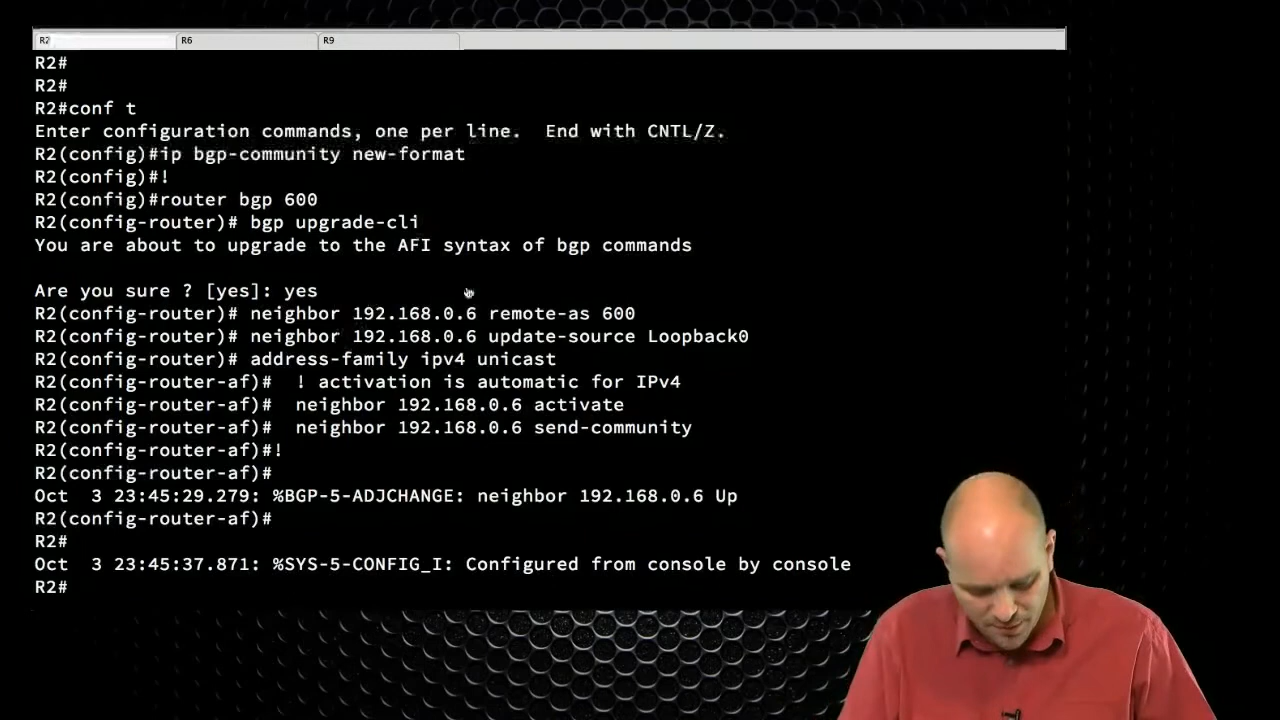 R2
R6
R9
R2#
R2#
R2#conf t
Enter configuration commands, one per line.  End with CNTL/Z.
R2(config)#ip bgp-community new-format
R2(config)#!
R2(config)#router bgp 600
R2(config-router)# bgp upgrade-cli
You are about to upgrade to the AFI syntax of bgp commands
Are you sure ? [yes]: yes
R2(config-router)# neighbor 192.168.0.6 remote-as 600
R2(config-router)# neighbor 192.168.0.6 update-source Loopback0
R2(config-router)# address-family ipv4 unicast
R2(config-router-af)#  ! activation is automatic for IPv4
R2(config-router-af)#  neighbor 192.168.0.6 activate
R2(config-router-af)#  neighbor 192.168.0.6 send-community
R2(config-router-af)#!
R2(config-router-af)#
Oct  3 23:45:29.279: %BGP-5-ADJCHANGE: neighbor 192.168.0.6 Up
R2(config-router-af)#
R2#
Oct  3 23:45:37.871: %SYS-5-CONFIG_I: Configured from console by console
R2#